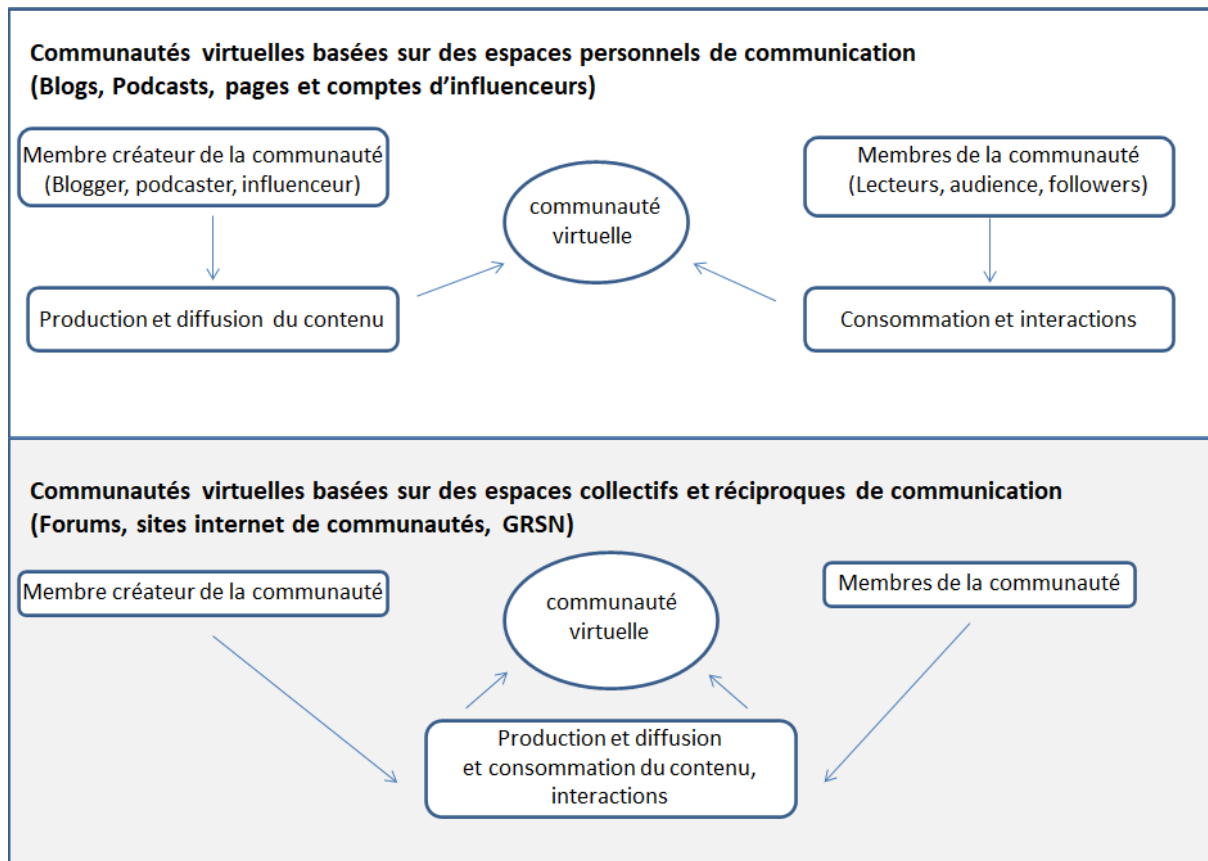 Communautés virtuelles basées sur des espaces personnels de communication
(Blogs, Podcasts, pages et comptes d'influenceurs)
Membre créateur de la communauté
(Blogger, podcaster, influenceur)
communauté
virtuelle
Membres de la communauté
(Lecteurs, audience, followers)
Production et diffusion du contenu
Consommation et interactions
Communautés virtuelles basées sur des espaces collectifs et réciproques de communication
(Forums, sites internet de communautés, GRSN)
Membre créateur de la communauté
communauté
virtuelle
Membres de la communauté
Production et diffusion
et consommation du contenu,
interactions